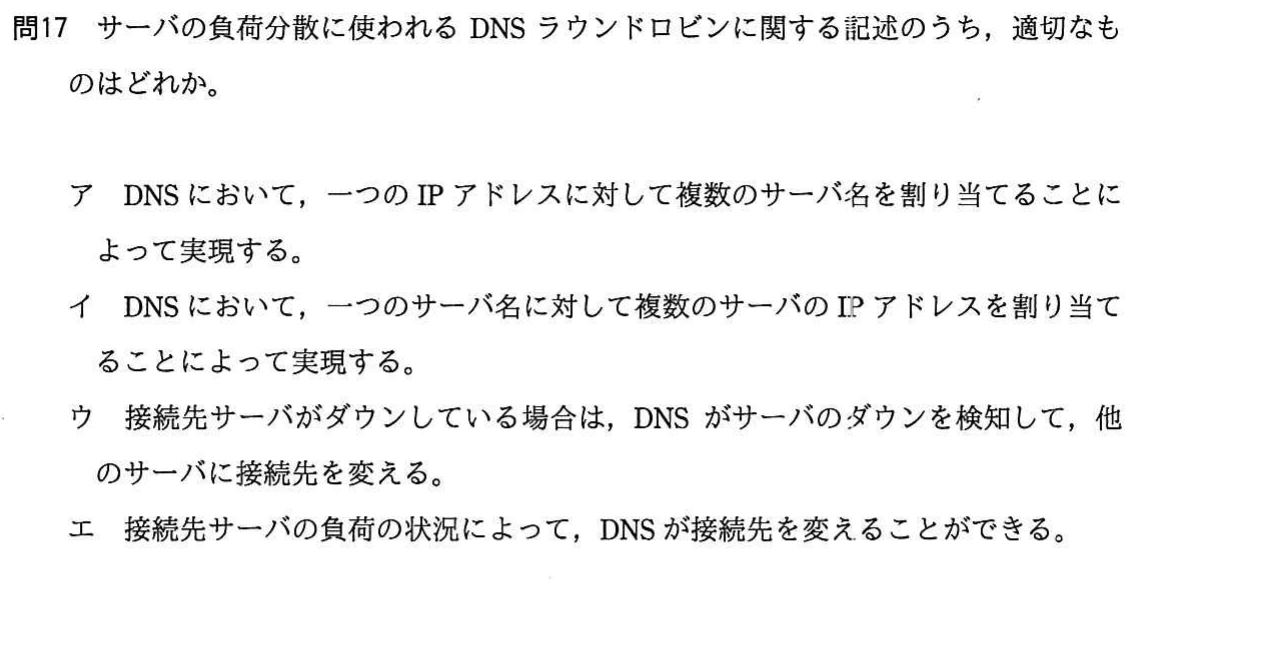 問17 サーバの負荷分散に使われる DNS ラウンドロビンに関する記述のうち，適切なも
のはどれか。
ア DNS において，一つの IP アドレスに対して複数のサーバ名を割り当てることに
よって実現する。
イ DNS において，一つのサーバ名に対して複数のサーバの IP アドレスを割り当て
ることによって実現する。
ウ 接続先サーバがダウンしている場合は，DNS がサーバのダウンを検知して，他
のサーバに接続先を変える。
エ 接続先サーバの負荷の状況によって，DNS が接続先を変えることができる。